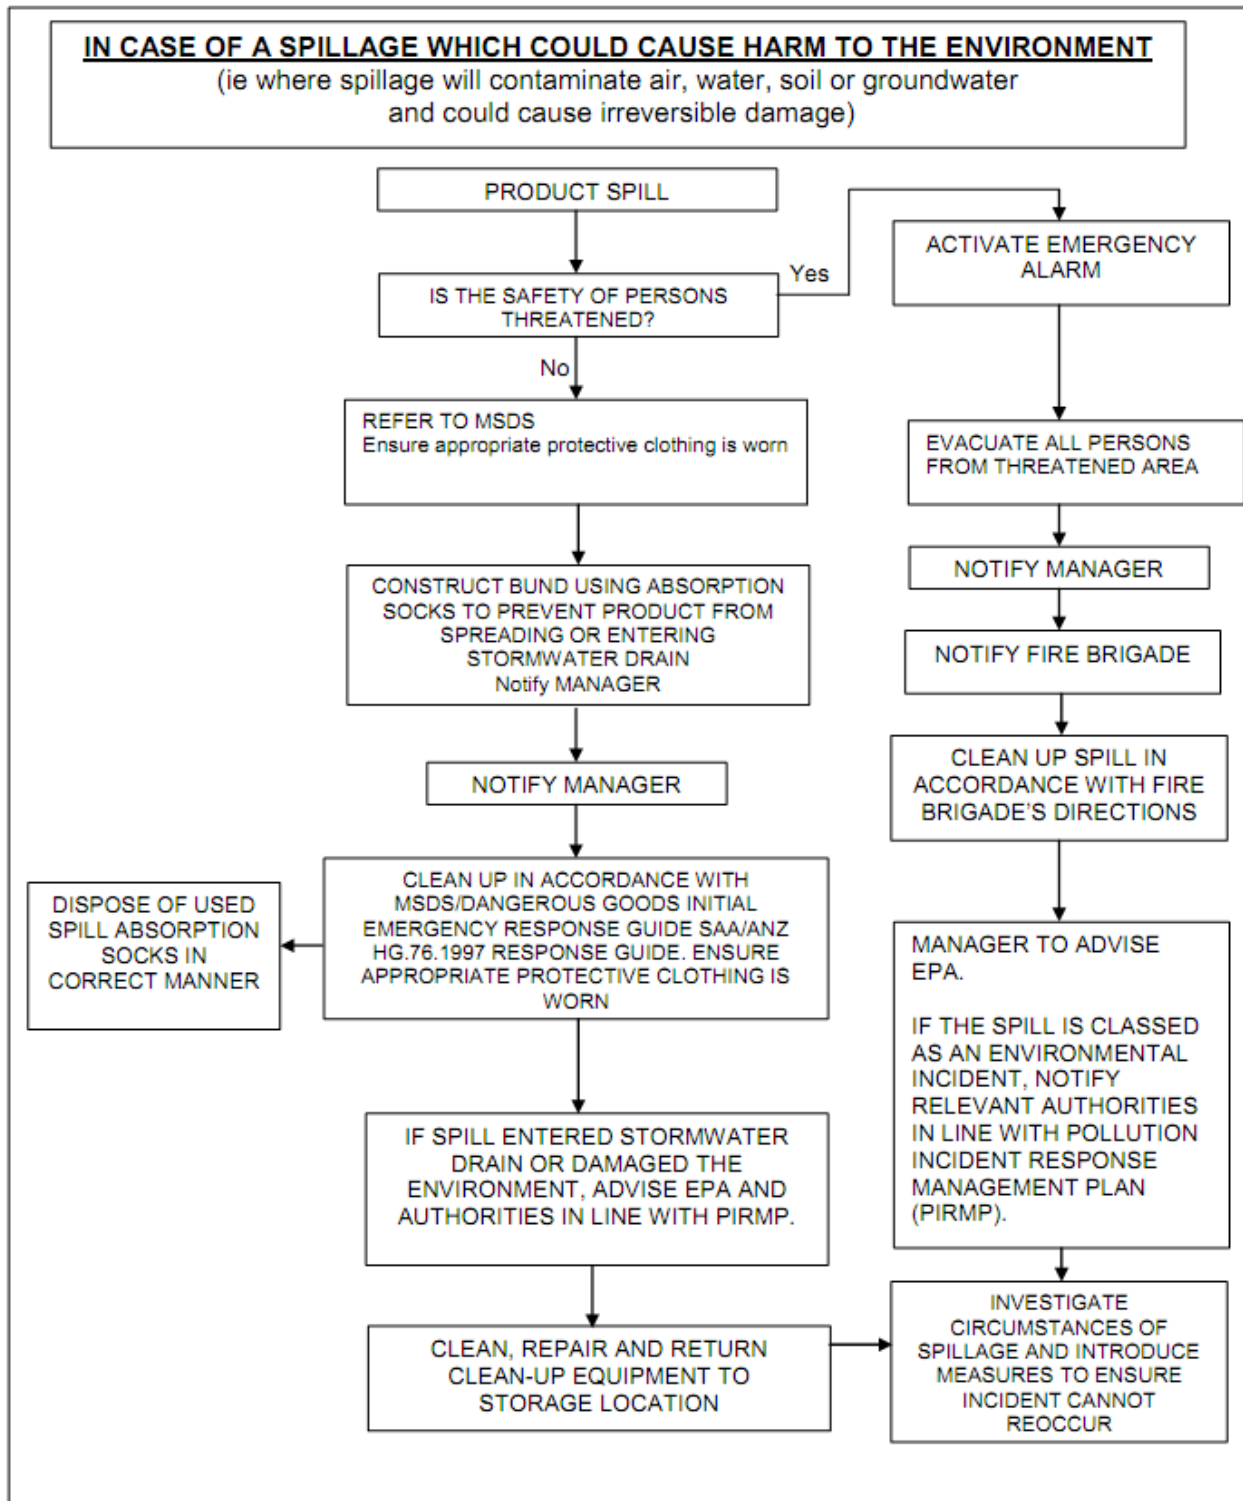 IN CASE OF A SPILLAGE WHICH COULD CAUSE HARM TO THE ENVIRONMENT
(ie where spillage will contaminate air, water, soil or groundwater
and could cause irreversible damage)
PRODUCT SPILL
IS THE SAFETY OF PERSONS
THREATENED?
Yes
No
REFER TO MSDS
Ensure appropriate protective clothing is worn
CONSTRUCT BUND USING ABSORPTION
SOCKS TO PREVENT PRODUCT FROM
SPREADING OR ENTERING
STORMWATER DRAIN
Notify MANAGER
NOTIFY MANAGER
CLEAN UP IN ACCORDANCE WITH
MSDS/DANGEROUS GOODS INITIAL
EMERGENCY RESPONSE GUIDE SAA/ANZ
HG.76.1997 RESPONSE GUIDE. ENSURE
APPROPRIATE PROTECTIVE CLOTHING IS
WORN
DISPOSE OF USED
SPILL ABSORPTION
SOCKS IN
CORRECT MANNER
IF SPILL ENTERED STORMWATER
DRAIN OR DAMAGED THE
ENVIRONMENT, ADVISE EPA AND
AUTHORITIES IN LINE WITH PIRMP.
CLEAN, REPAIR AND RETURN
CLEAN-UP EQUIPMENT TO
STORAGE LOCATION
ACTIVATE EMERGENCY
ALARM
EVACUATE ALL PERSONS
FROM THREATENED AREA
NOTIFY MANAGER
NOTIFY FIRE BRIGADE
CLEAN UP SPILL IN
ACCORDANCE WITH FIRE
BRIGADE'S DIRECTIONS
MANAGER TO ADVISE
EPA.
IF THE SPILL IS CLASSED
AS AN ENVIRONMENTAL
INCIDENT, NOTIFY
RELEVANT AUTHORITIES
IN LINE WITH POLLUTION
INCIDENT RESPONSE
MANAGEMENT PLAN
(PIRMP).
INVESTIGATE
CIRCUMSTANCES OF
SPILLAGE AND INTRODUCE
MEASURES TO ENSURE
INCIDENT CANNOT
REOCCUR